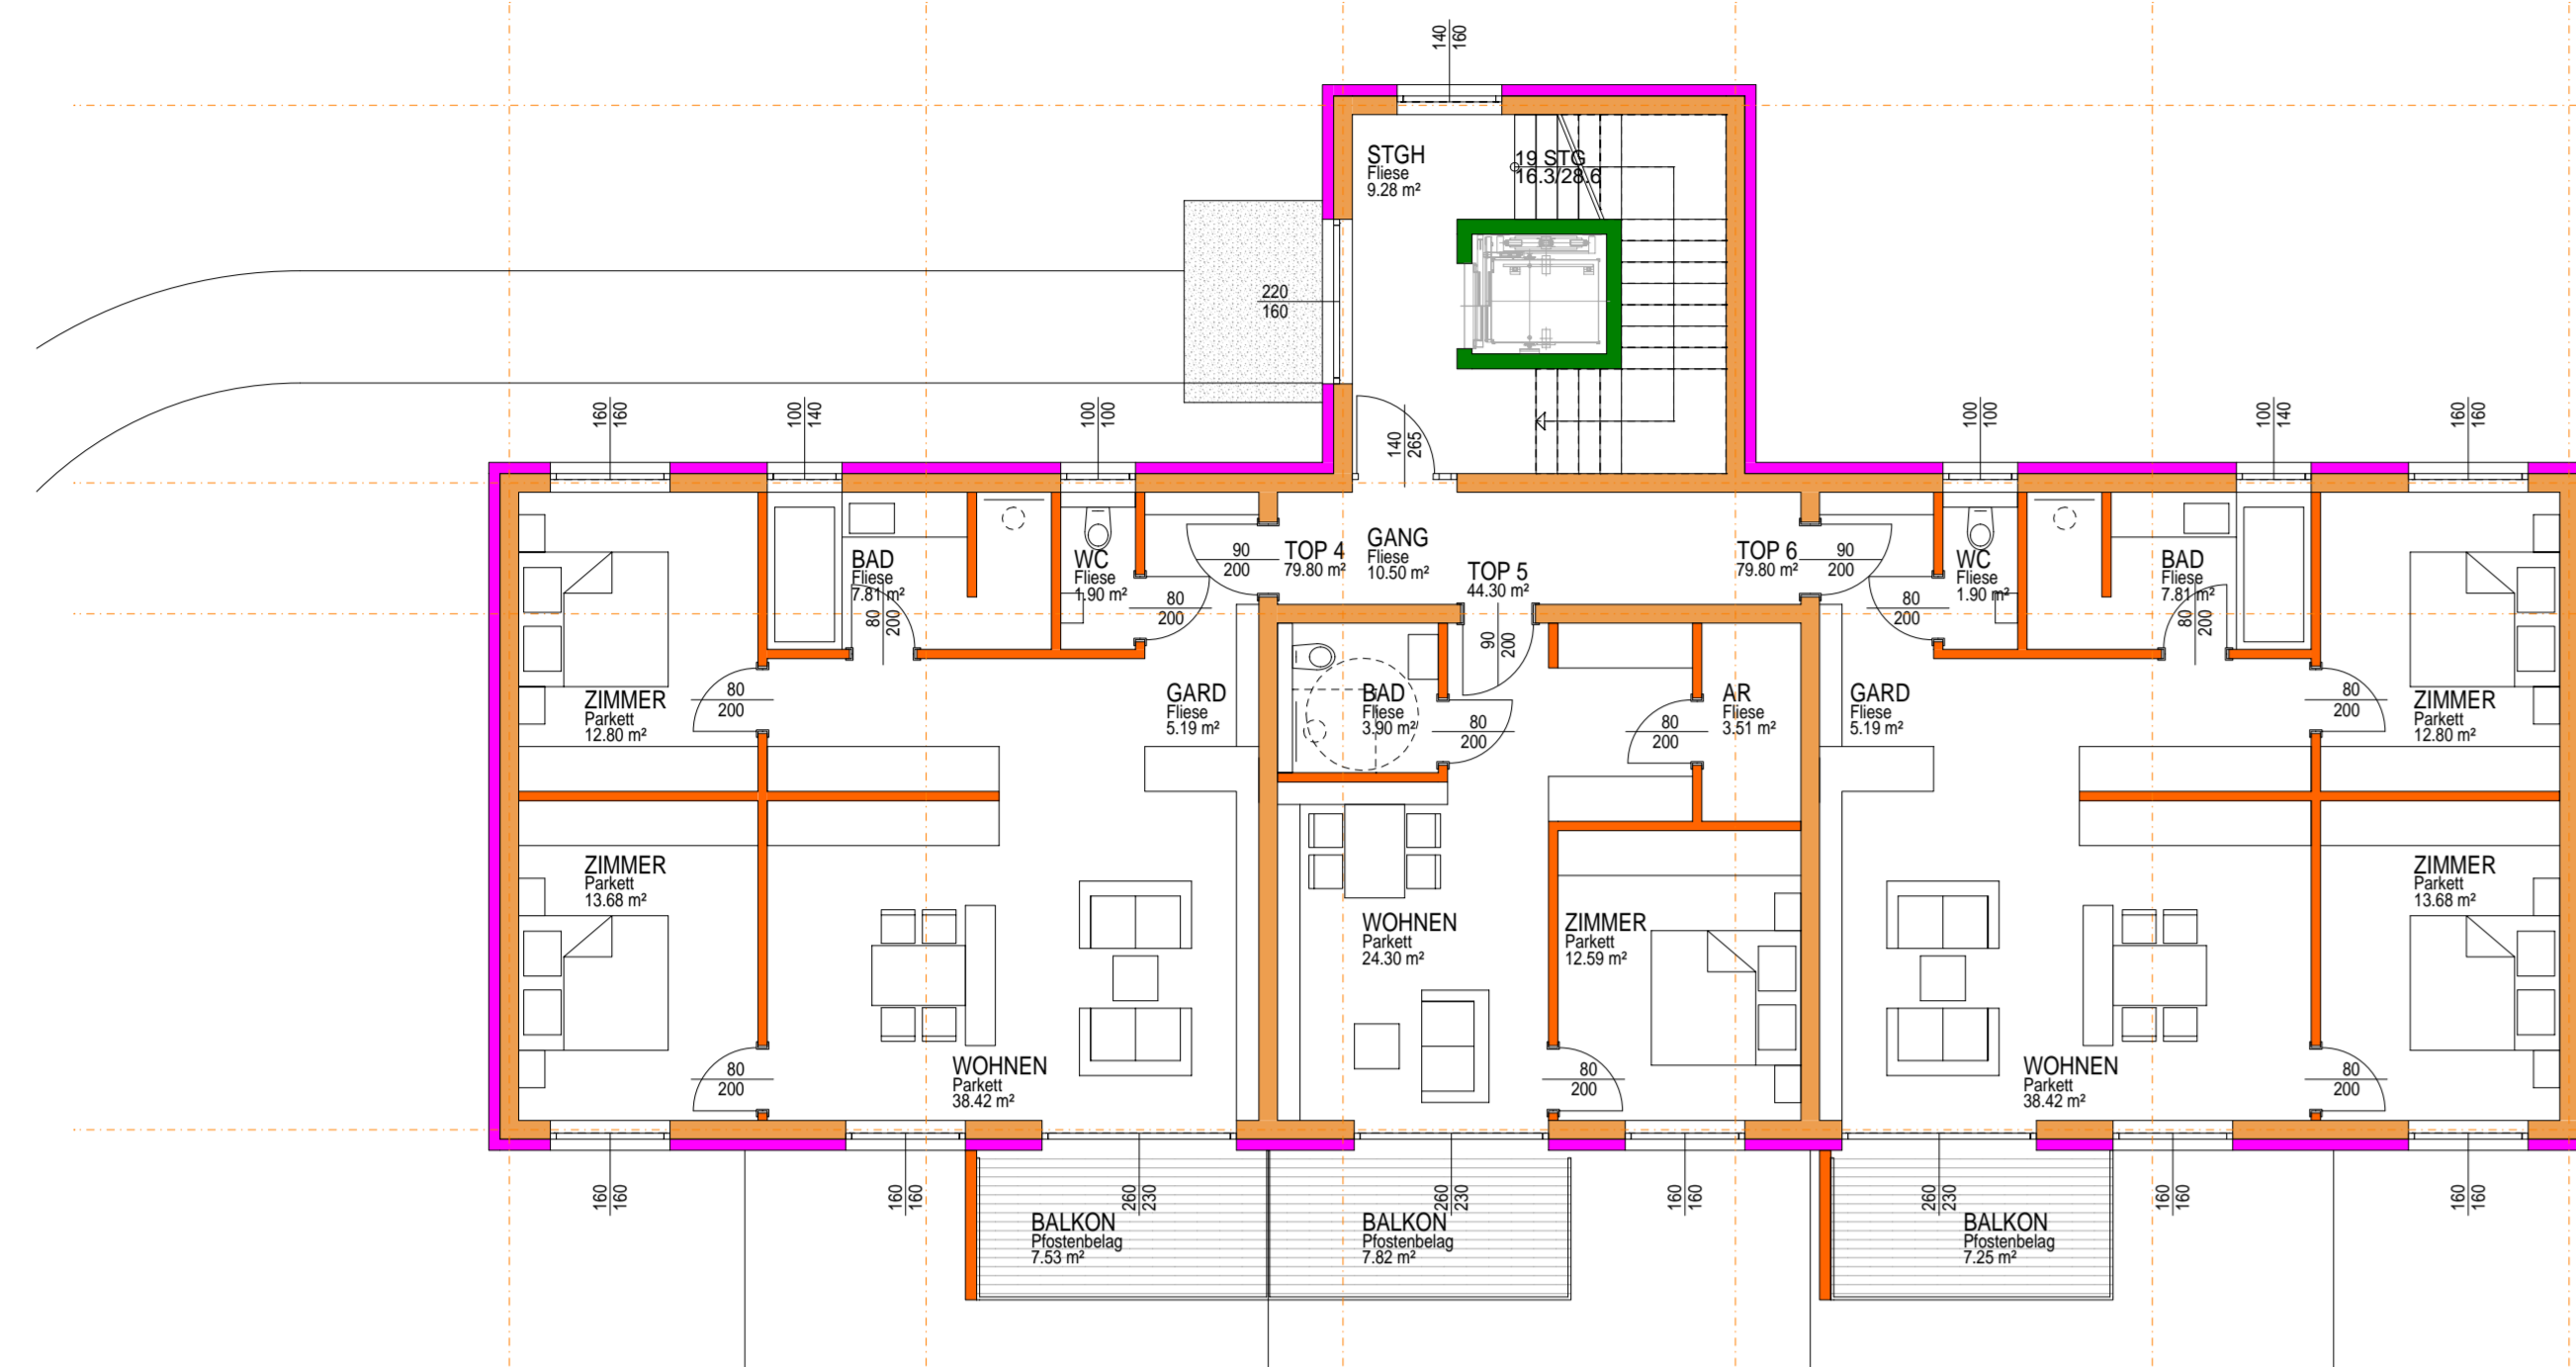 140
160
STGH
Fliese
9.28 m²
19 STG
16.3/28.6
220
160
140
265
160
160
100
140
100
100
100
100
100
140
160
160
BAD
Fliese
7.81 m²
80
200
WC
Fliese
1.90 m²
80
200
90
200
TOP 4
79.80 m²
GANG
Fliese
10.50 m²
TOP 5
44.30 m²
90
200
TOP 6
79.80 m²
90
200
80
200
WC
Fliese
1.90 m²
BAD
Fliese
7.81 m²
80
200
ZIMMER
Parkett
12.80 m²
80
200
GARD
Fliese
5.19 m²
BAD
Fliese
3.90 m²
80
200
80
200
AR
Fliese
3.51 m²
GARD
Fliese
5.19 m²
80
200
ZIMMER
Parkett
12.80 m²
ZIMMER
Parkett
13.68 m²
80
200
WOHNEN
Parkett
38.42 m²
WOHNEN
Parkett
24.30 m²
ZIMMER
Parkett
12.59 m²
80
200
WOHNEN
Parkett
38.42 m²
ZIMMER
Parkett
13.68 m²
80
200
160
160
160
160
260
230
260
230
160
160
260
230
160
160
160
160
BALKON
Pfostenbelag
7.53 m²
BALKON
Pfostenbelag
7.82 m²
BALKON
Pfostenbelag
7.25 m²